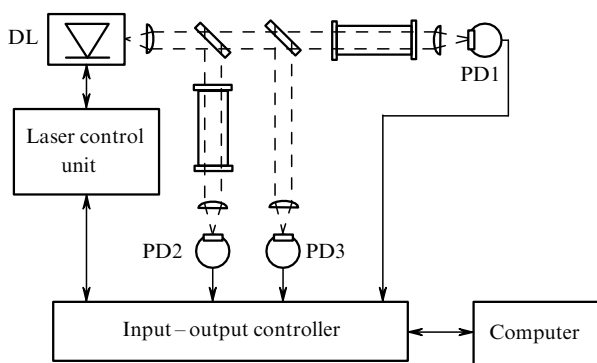 DL
PD1
Laser control
unit
PD2
PD3
Input – output controller
Computer